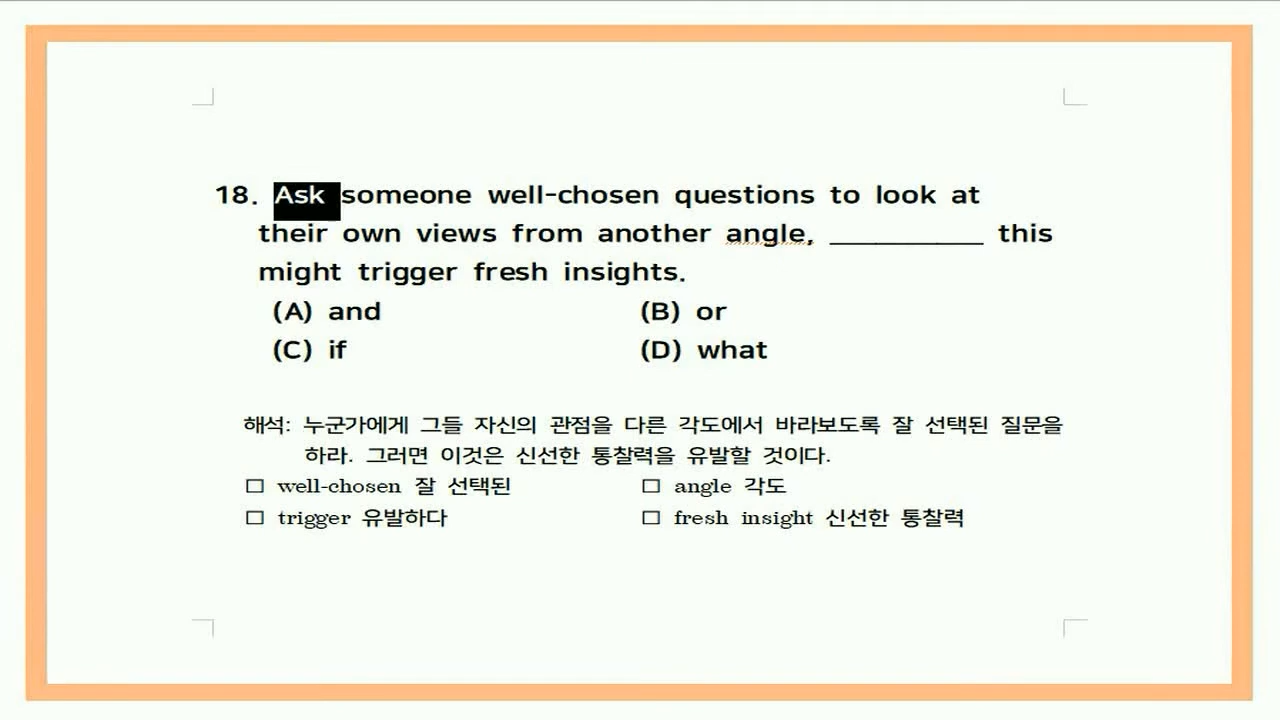 18. Ask someone well-chosen questions to look at
their own views from another angle, __________ this
might trigger fresh insights.
(A) and (B) or
(C) if (D) what
해석: 누군가에게 그들 자신의 관점을 다른 각도에서 바라보도록 잘 선택된 질문을
하라. 그러면 이것은 신선한 통찰력을 유발할 것이다.
□ well-chosen 잘 선택된 □ angle 각도
□ trigger 유발하다 □ fresh insight 신선한 통찰력